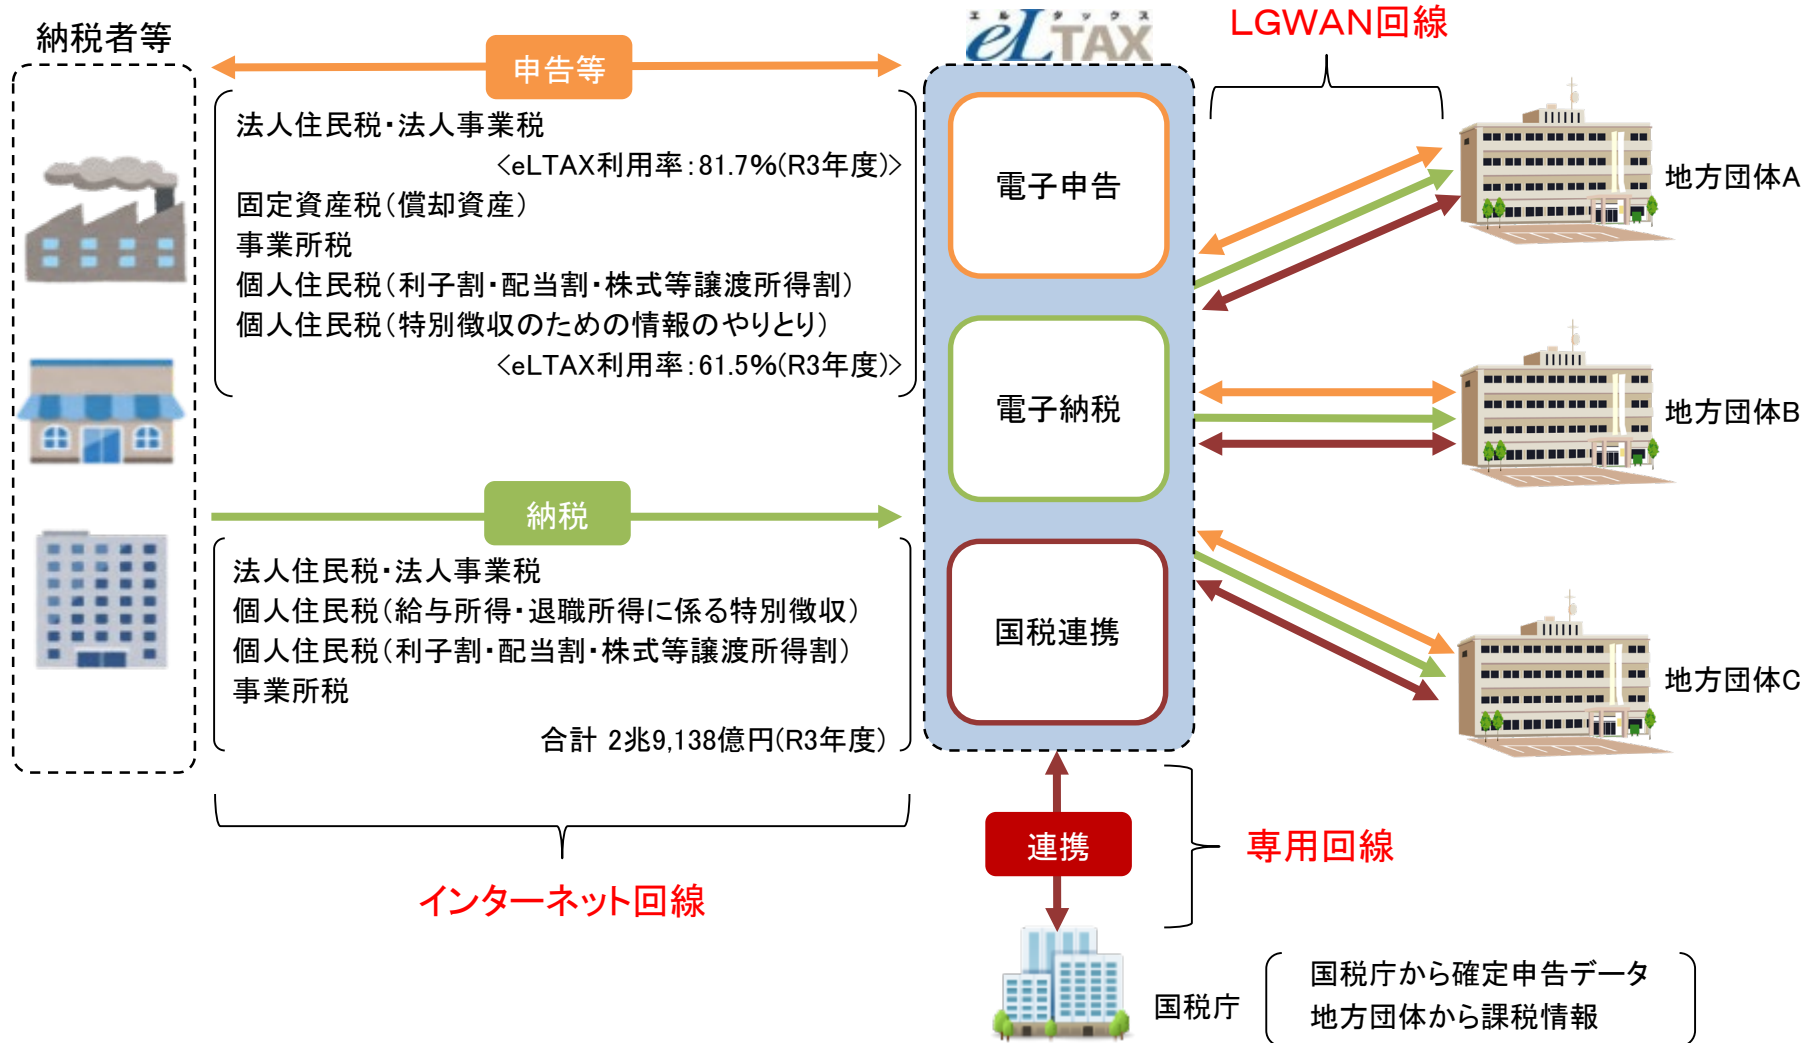 納税者等
申告等
法人住民税・法人事業税
<eLTAX利用率：81.7%(R3年度)>
固定資産税（償却資産）
事業所税
個人住民税（利子割・配当割・株式等譲渡所得割）
個人住民税（特別徴収のための情報のやりとり）
<eLTAX利用率：61.5%(R3年度)>
納税
法人住民税・法人事業税
個人住民税（給与所得・退職所得に係る特別徴収）
個人住民税（利子割・配当割・株式等譲渡所得割）
事業所税
合計 2兆9,138億円(R3年度)
インターネット回線
エルタックス
eLTAX
電子申告
電子納税
国税連携
LGWAN回線
地方団体A
地方団体B
地方団体C
連携
専用回線
国税庁
国税庁から確定申告データ
地方団体から課税情報